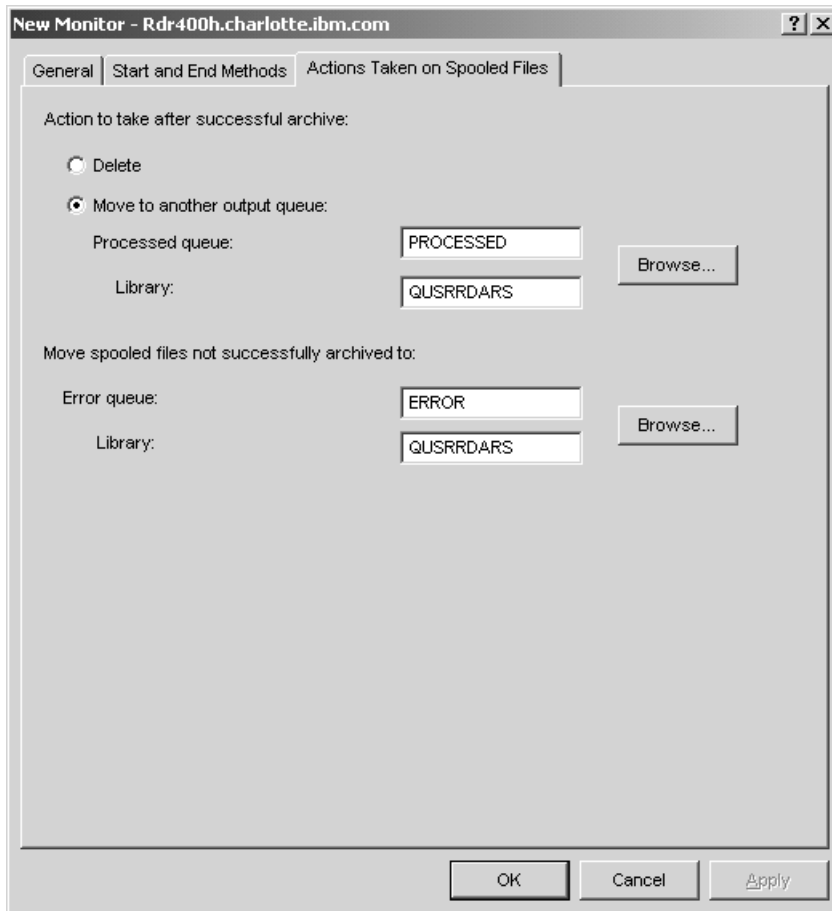 New Monitor - Rdr400h.charlotte.ibm.com ? X
General Start and End Methods Actions Taken on Spooled Files
Action to take after successful archive:
Delete
Move to another output queue:
Processed queue: PROCESSED
Browse...
Library: QUSRRDARS
Move spooled files not successfully archived to:
Error queue: ERROR
Browse...
Library: QUSRRDARS
OK Cancel Apply